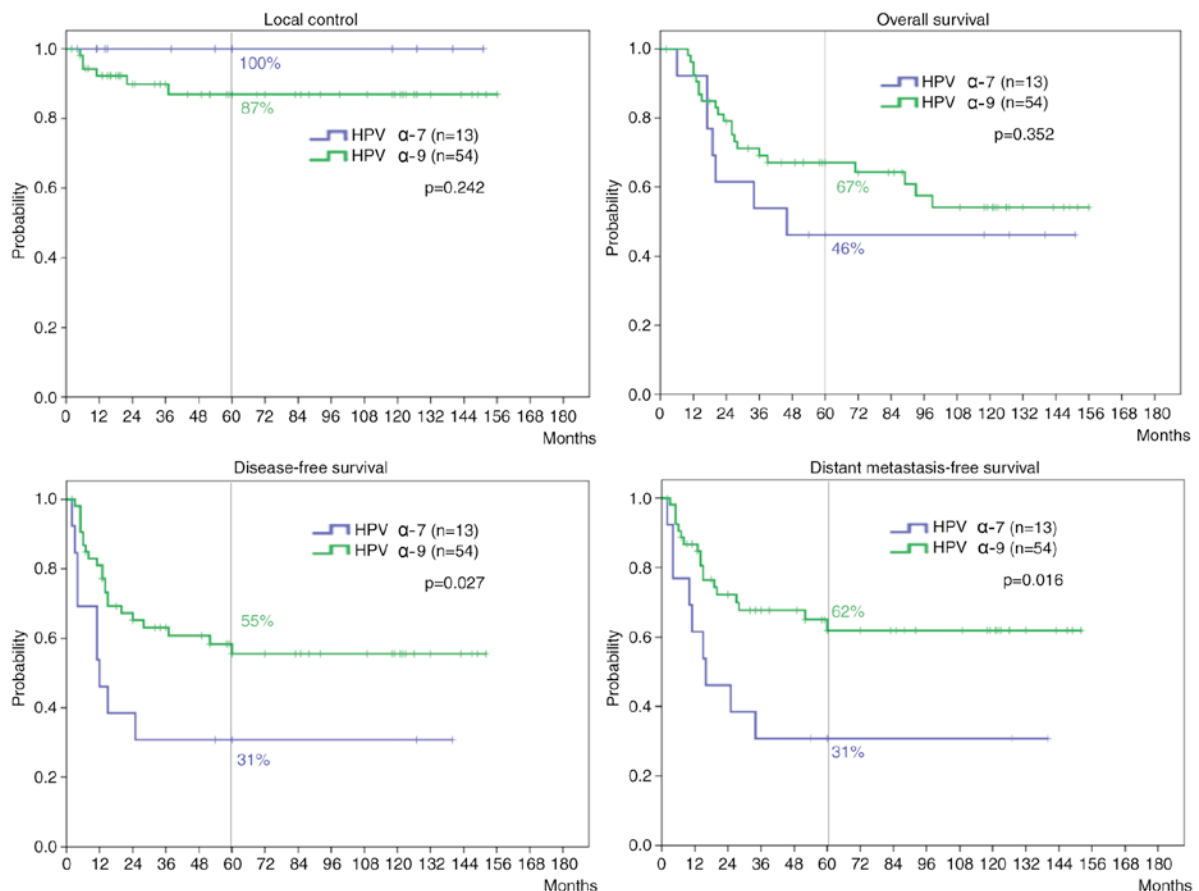 Local control
1.0
0.8
0.6
0.4
0.2
0.0
Probability
100%
87%
HPV α-7 (n=13)
HPV α-9 (n=54)
p=0.242
0 12 24 36 48 60 72 84 96 108 120 132 144 156 168 180
Months
Overall survival
1.0
0.8
0.6
0.4
0.2
0.0
Probability
HPV α-7 (n=13)
HPV α-9 (n=54)
p=0.352
67%
46%
0 12 24 36 48 60 72 84 96 108 120 132 144 156 168 180
Months
Disease-free survival
1.0
0.8
0.6
0.4
0.2
0.0
Probability
HPV α-7 (n=13)
HPV α-9 (n=54)
p=0.027
55%
31%
0 12 24 36 48 60 72 84 96 108 120 132 144 156 168 180
Months
Distant metastasis-free survival
1.0
0.8
0.6
0.4
0.2
0.0
Probability
HPV α-7 (n=13)
HPV α-9 (n=54)
p=0.016
62%
31%
0 12 24 36 48 60 72 84 96 108 120 132 144 156 168 180
Months